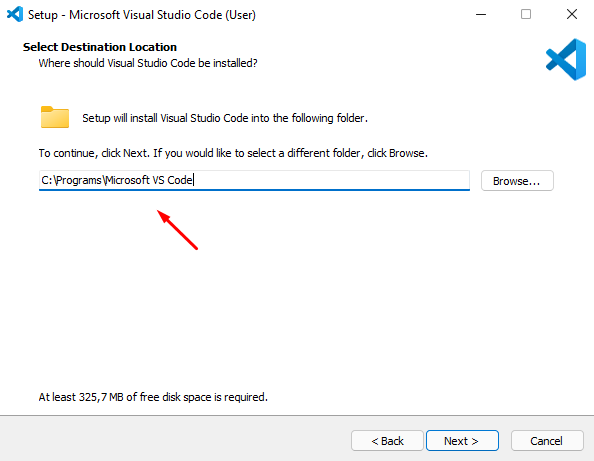 Setup - Microsoft Visual Studio Code (User)
Select Destination Location
Where should Visual Studio Code be installed?
Setup will install Visual Studio Code into the following folder.
To continue, click Next. If you would like to select a different folder, click Browse.
C:\Programs\Microsoft VS Code
Browse...
At least 325,7 MB of free disk space is required.
< Back
Next >
Cancel